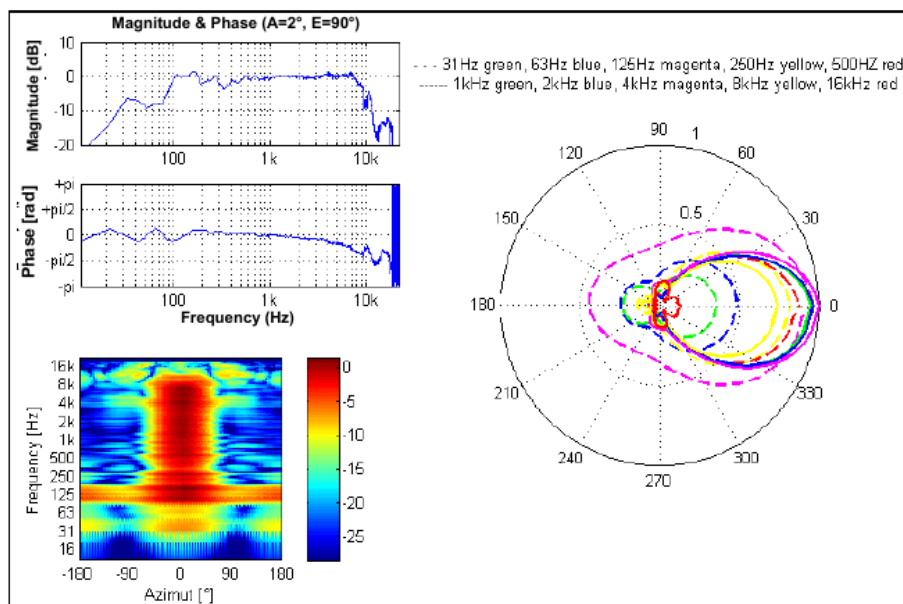 Magnitude & Phase (A=2°, E=90°)
Magnitude [dB]
10
0
-10
-20
100
1k
10k
Phase [rad]
+pi
+pi/2
0
-pi/2
-pi
100
1k
10k
Frequency (Hz)
Frequency [Hz]
16k
8k
4k
2k
1k
500
250
125
63
31
16
-180
-90
0
90
180
Azimut [°]
0
-5
-10
-15
-20
-25
- - - 31Hz green, 63Hz blue, 125Hz magenta, 250Hz yellow, 500HZ red
------ 1kHz green, 2kHz blue, 4kHz magenta, 8kHz yellow, 16kHz red
90
1
120
60
0.5
150
30
180
0
210
330
240
300
270